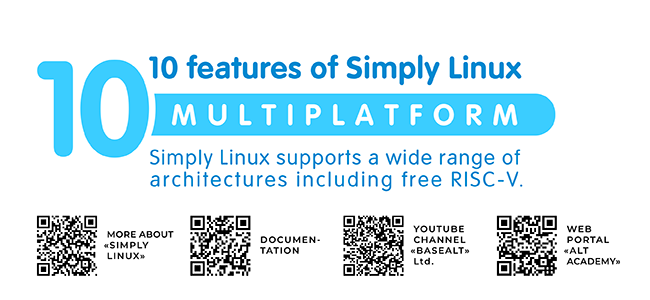 10
10 features of Simply Linux
MULTIPLATFORM
Simply Linux supports a wide range of
architectures including free RISC-V.
MORE ABOUT
«SIMPLY
LINUX»
DOCUMEN-
TATION
YOUTUBE
CHANNEL
«BASEALT»
Ltd.
WEB
PORTAL
«ALT
ACADEMY»